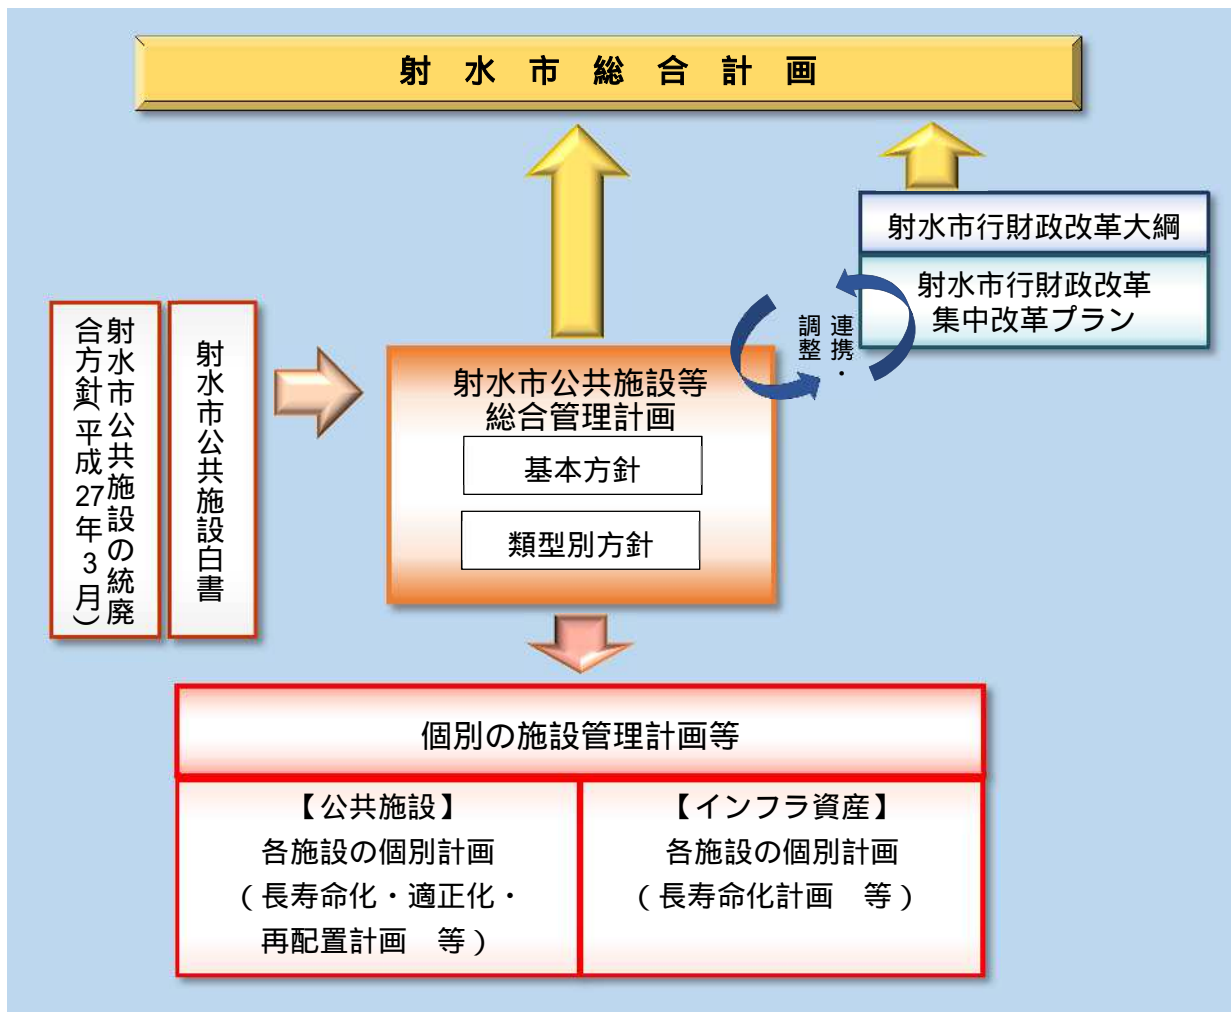 射水市総合計画
射水市行財政改革大綱
射水市行財政改革
集中改革プラン
連携・
調整
射水市公共施設の統廃
合方針(平成27年3月)
射水市公共施設白書
射水市公共施設等
総合管理計画
基本方針
類型別方針
個別の施設管理計画等
【公共施設】
各施設の個別計画
(長寿命化・適正化・
再配置計画　等)
【インフラ資産】
各施設の個別計画
(長寿命化計画　等)